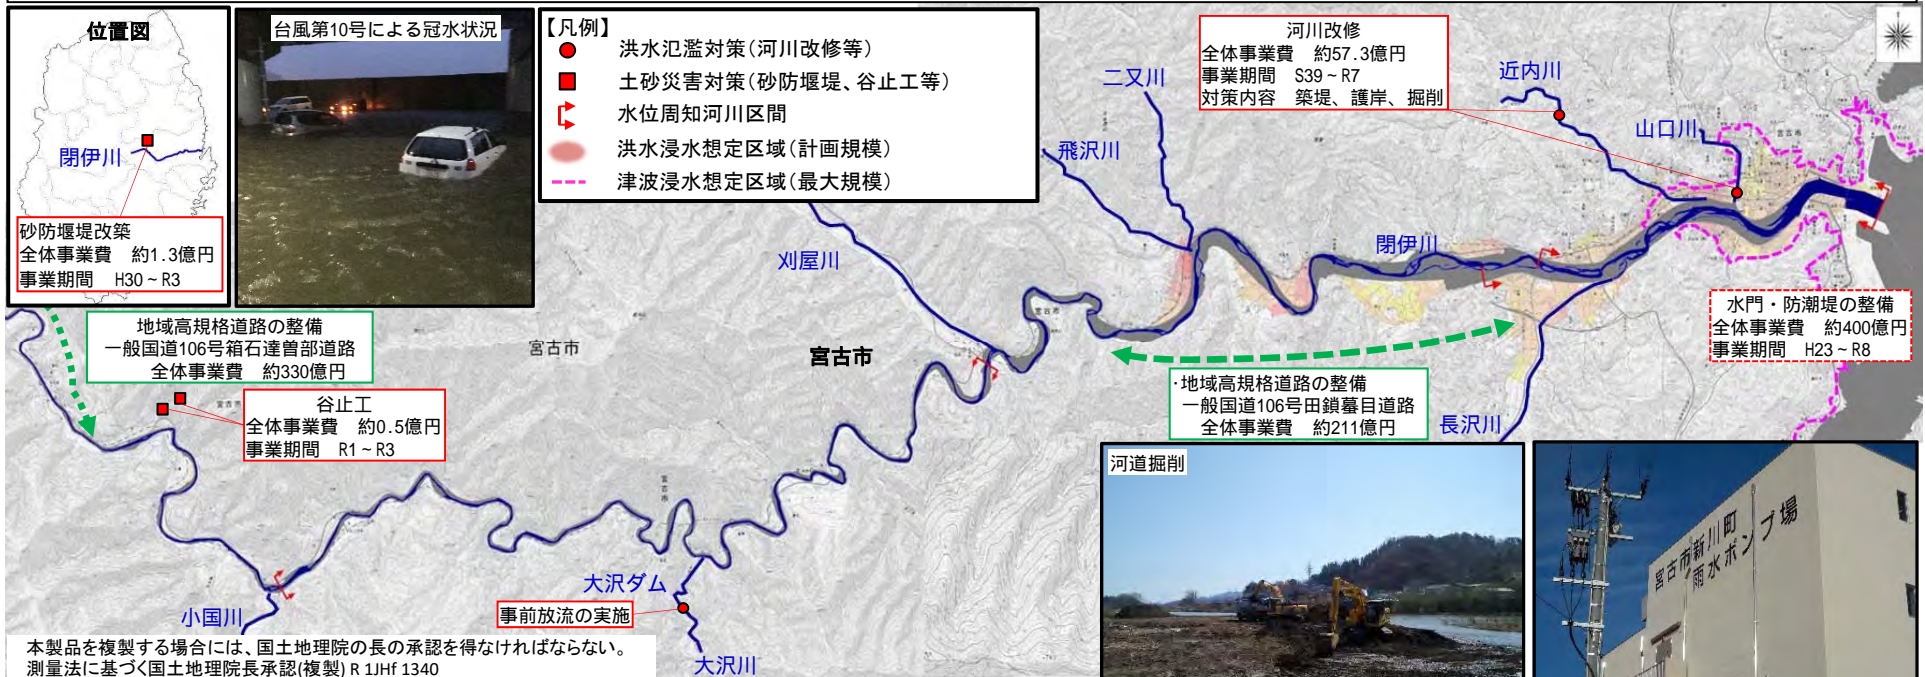 位置図
閉伊川
砂防堰堤改築
全体事業費　約1.3億円
事業期間　H30～R3
台風第10号による冠水状況
【凡例】
洪水氾濫対策(河川改修等)
土砂災害対策(砂防堰堤、谷止工等)
水位周知河川区間
洪水浸水想定区域(計画規模)
津波浸水想定区域(最大規模)
河川改修
全体事業費　約57.3億円
事業期間　S39～R7
対策内容　築堤、護岸、掘削
二又川
飛沢川
近内川
山口川
宮古市
刈屋川
閉伊川
長沢川
水門・防潮堤の整備
全体事業費　約400億円
事業期間　H23～R8
地域高規格道路の整備
一般国道106号箱石達曽部道路
全体事業費　約330億円
宮古市
宮古市
宮古市
・地域高規格道路の整備
一般国道106号田鎖蟇目道路
全体事業費　約211億円
宮古市
谷止工
全体事業費　約0.5億円
事業期間　R1～R3
宮古市
小国川
大沢ダム
事前放流の実施
大沢川
河道掘削
宮古市新川町
雨水ポンプ場
本製品を複製する場合には、国土地理院の長の承認を得なければならない。
測量法に基づく国土地理院長承認(複製) R 1JHf 1340